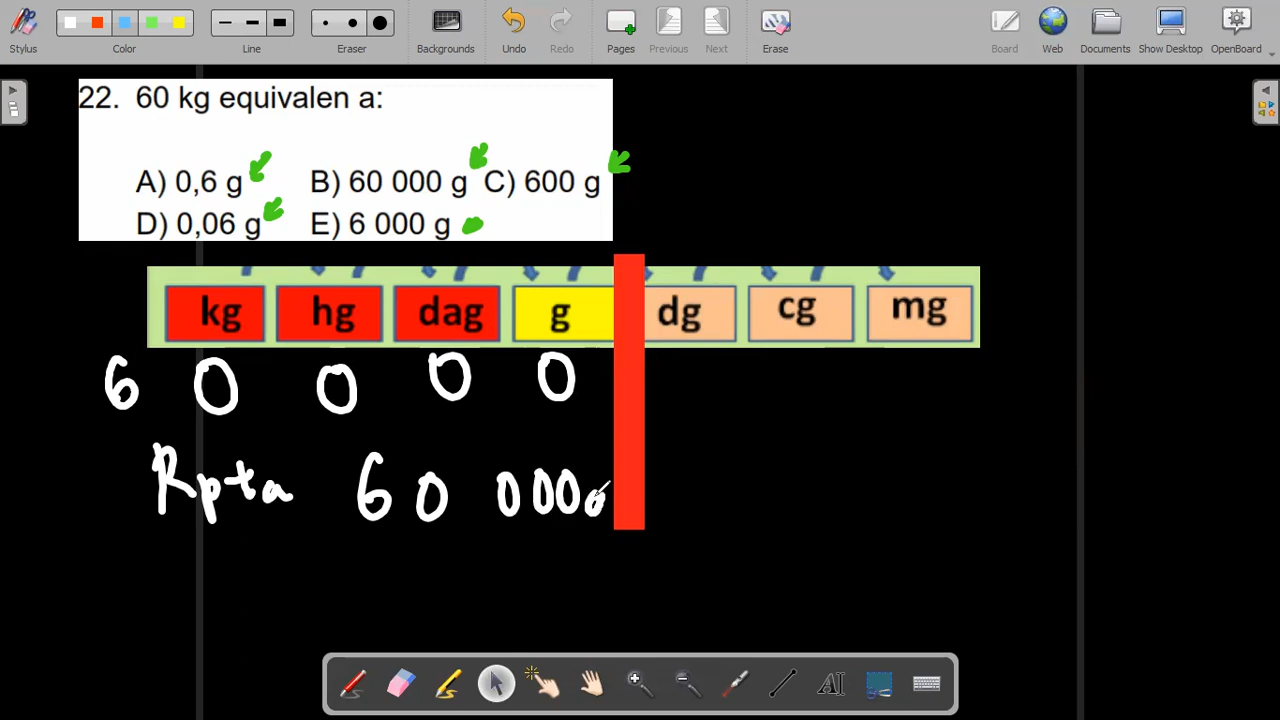 Stylus Color Line Eraser Backgrounds Undo Redo Pages Previous Next Erase Board Web Documents Show Desktop OpenBoard
22. 60 kg equivalen a:
A) 0,6 g B) 60 000 g C) 600 g
D) 0,06 g E) 6 000 g
kg hg dag g dg cg mg
6 0 0 0 0
Rpta 60 000